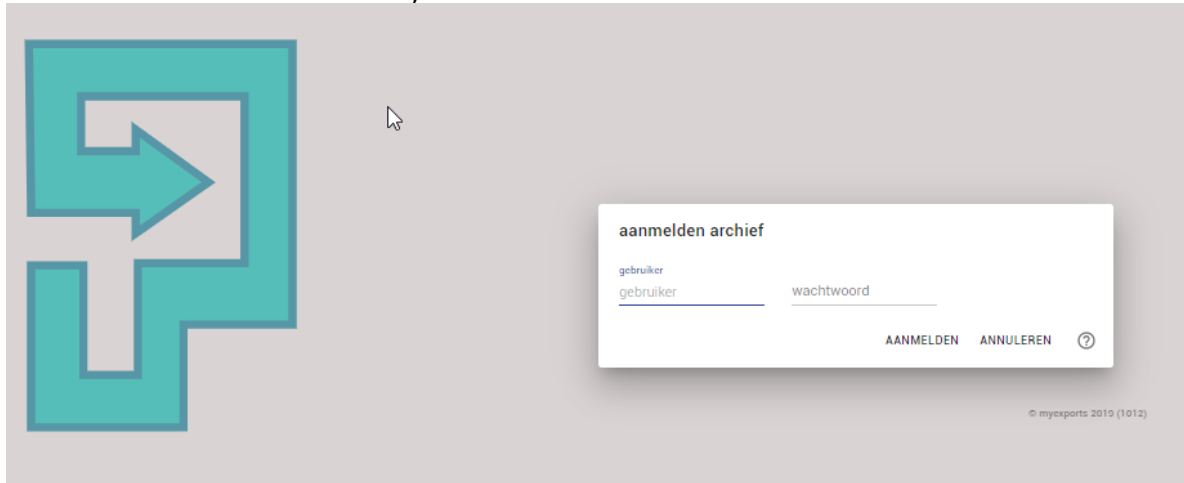 aanmelden archief
gebruiker
gebruiker wachtwoord
AANMELDEN ANNULEREN ?
© myexports 2019 (1012)